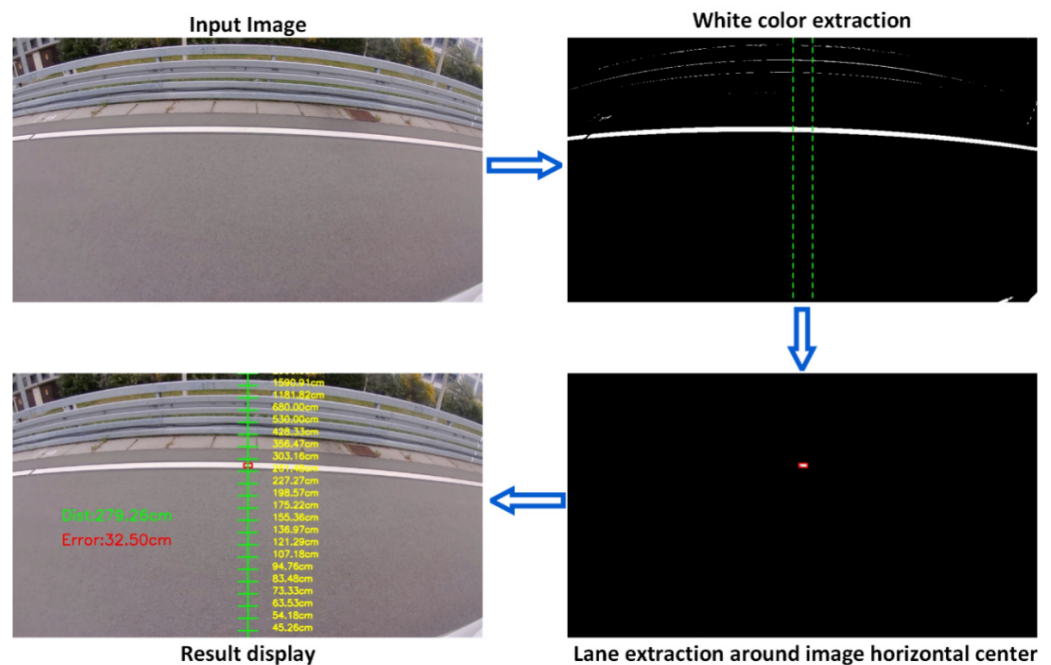 Input Image
White color extraction
1590.91cm
1181.82cm
680.00cm
530.00cm
428.33cm
356.47cm
303.16cm
227.27cm
198.57cm
175.22cm
155.36cm
136.97cm
121.29cm
107.18cm
94.76cm
83.48cm
73.33cm
63.53cm
54.18cm
45.26cm
Dist:279.26cm
Error:32.50cm
Result display
Lane extraction around image horizontal center